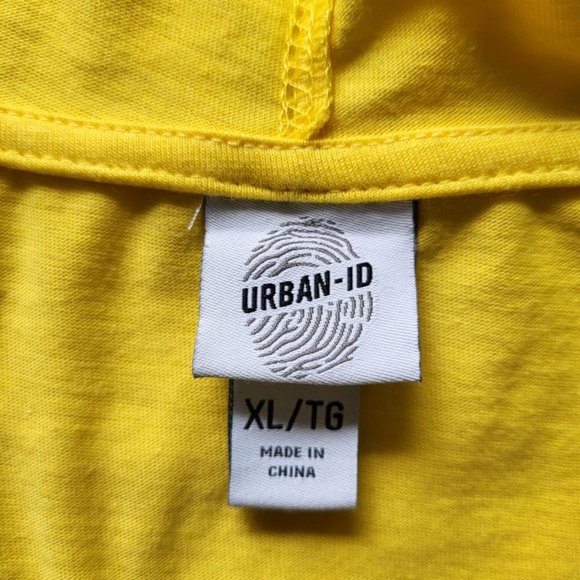 URBAN-ID
XL/TG
MADE IN
CHINA